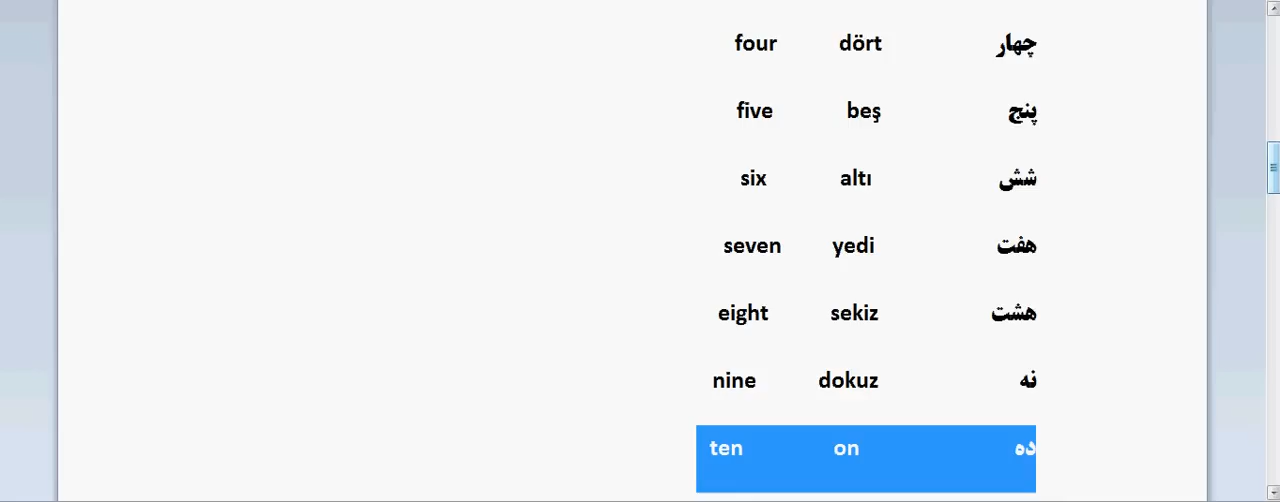 four dört چهار
five beş پنج
six altı شش
seven yedi هفت
eight sekiz هشت
nine dokuz نه
ten on ده